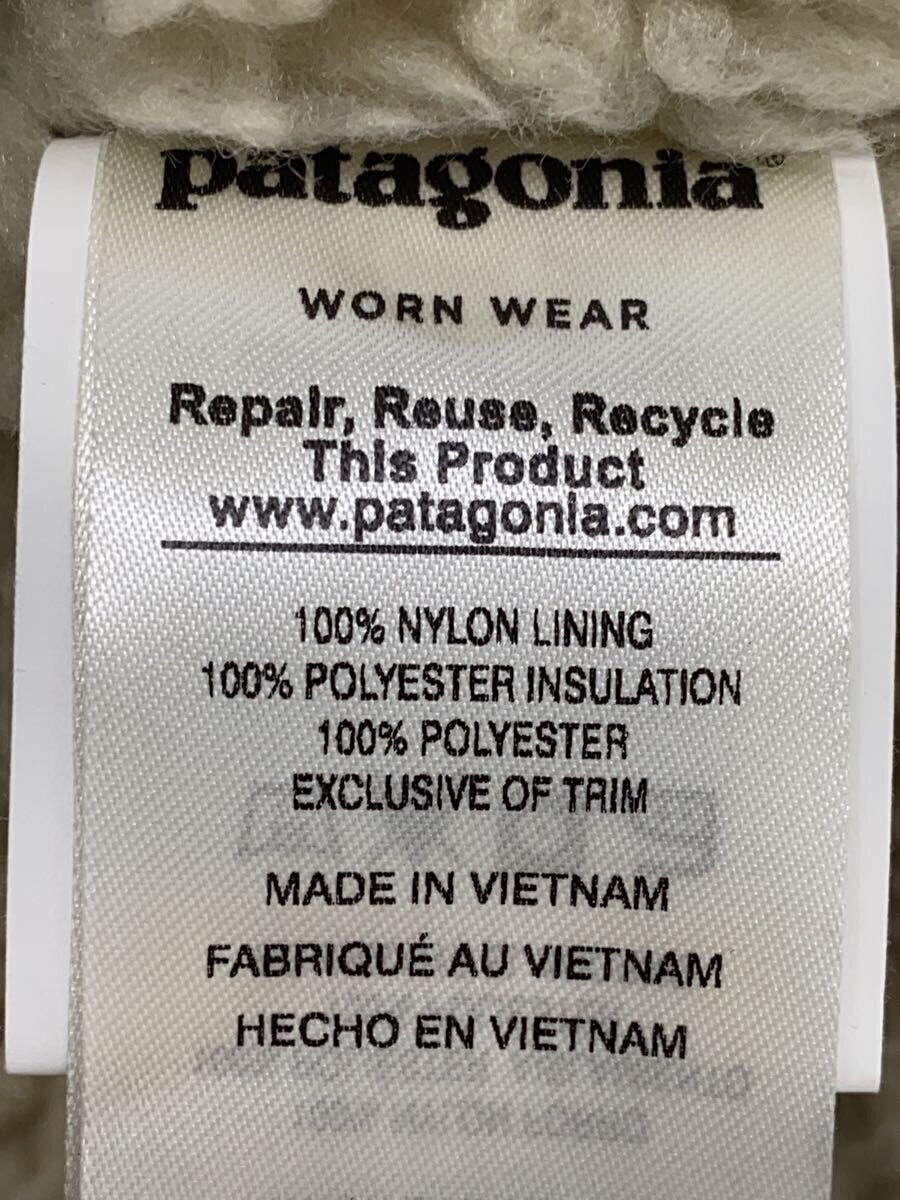 patagonia®
WORN WEAR
Repair, Reuse, Recycle
This Product
www.patagonia.com
100% NYLON LINING
100% POLYESTER INSULATION
100% POLYESTER
EXCLUSIVE OF TRIM
MADE IN VIETNAM
FABRIQUÉ AU VIETNAM
HECHO EN VIETNAM